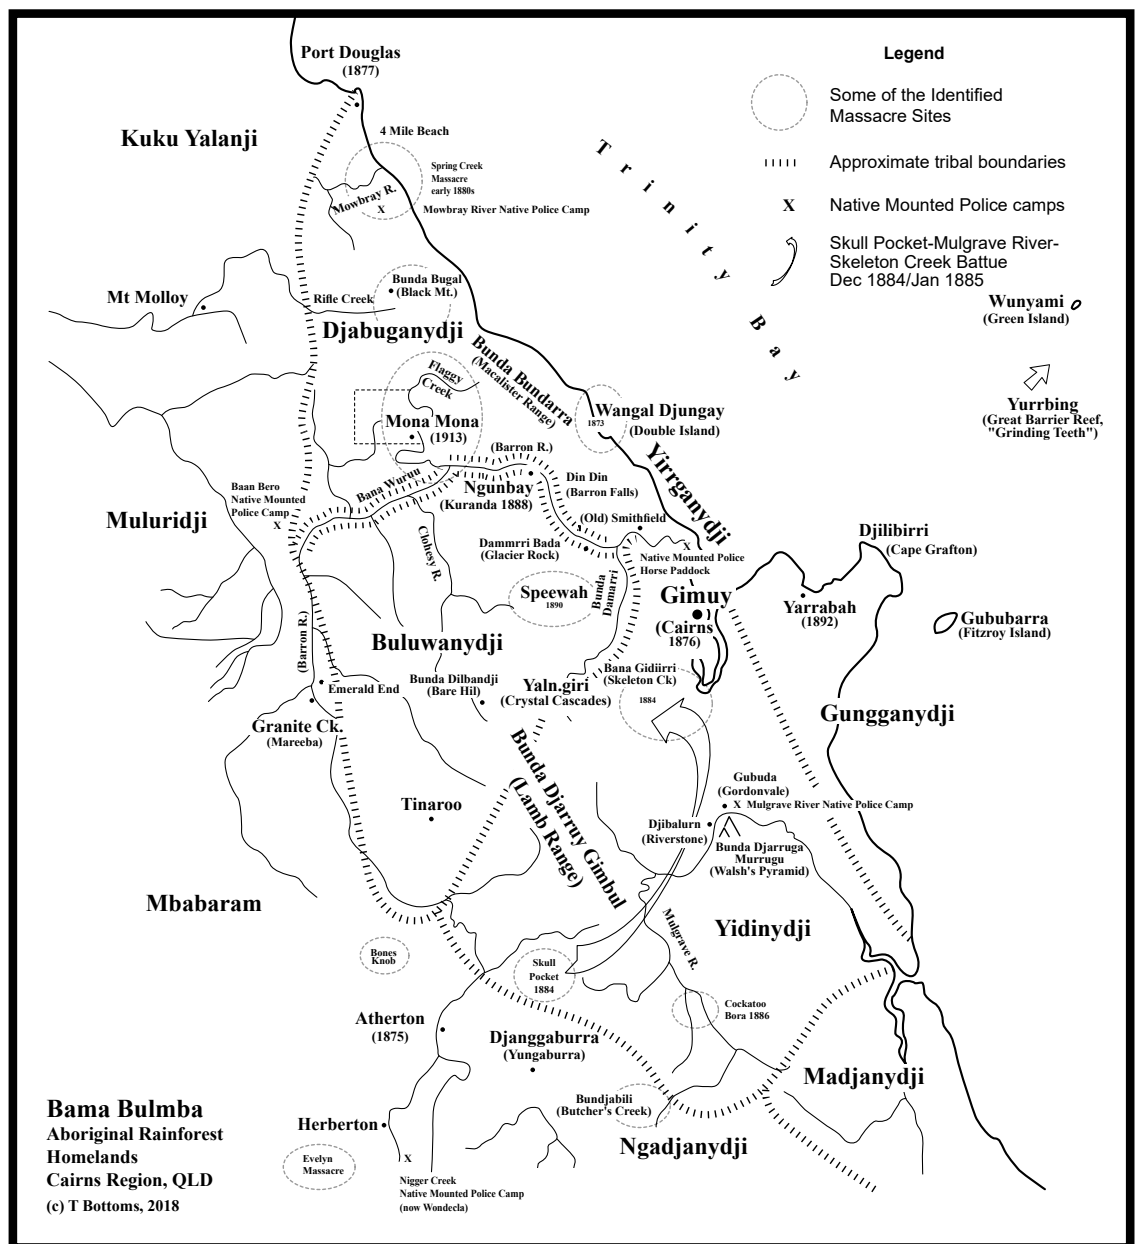 Port Douglas
(1877)
Legend
Some of the Identified
Massacre Sites
Approximate tribal boundaries
X Native Mounted Police camps
Skull Pocket-Mulgrave River-
Skeleton Creek Battue
Dec 1884/Jan 1885
Trinity Bay
Kuku Yalanji
4 Mile Beach
Spring Creek
Massacre
early 1880s
Mowbray R.
X
Mowbray River Native Police Camp
Bunda Bugal
(Black Mt.)
Mt Molloy
Rifle Creek
Djabuganydji
Wunyami
(Green Island)
Yurrbing
(Great Barrier Reef,
"Grinding Teeth")
Bunda Bundarra
(Macalister Range)
Flaggy
Creek
Mona Mona
(1913)
1873
Wangal Djungay
(Double Island)
Yirrganydji
(Barron R.)
Bana Wuruu
Ngunbay
(Kuranda 1888)
Din Din
(Barron Falls)
Baan Bero
Native Mounted
Police Camp
X
Muluridji
(Old) Smithfield
Clohesy R.
Dammrri Bada
(Glacier Rock)
X
Native Mounted Police
Horse Paddock
Djilibirri
(Cape Grafton)
Speewah
1890
Bunda
Damarri
Gimuy
(Cairns
1876)
Yarrabah
(1892)
Gububarra
(Fitzroy Island)
(Barron R.)
Buluwanydji
Bana Gidiirri
(Skeleton Ck)
1884
Bunda Dilbandji
(Bare Hil)
Yaln.giri
(Crystal Cascades)
Emerald End
Granite Ck.
(Mareeba)
Gungganydji
Bunda Djarruy Gimbul
(Lamb Range)
Tinaroo
Gubuda
(Gordonvale)
X Mulgrave River Native Police Camp
Djibalurn
(Riverstone)
Bunda Djarruga
Murrugu
(Walsh's Pyramid)
Mbabaram
Mulgrave R.
Yidinydji
Bones
Knob
Skull
Pocket
1884
Cockatoo
Bora 1886
Atherton
(1875)
Djanggaburra
(Yungaburra)
Madjanydji
Bundjabili
(Butcher's Creek)
Ngadjanydji
Herberton
Evelyn
Massacre
X
Nigger Creek
Native Mounted Police Camp
(now Wondecla)
Bama Bulmba
Aboriginal Rainforest
Homelands
Cairns Region, QLD
(c) T Bottoms, 2018